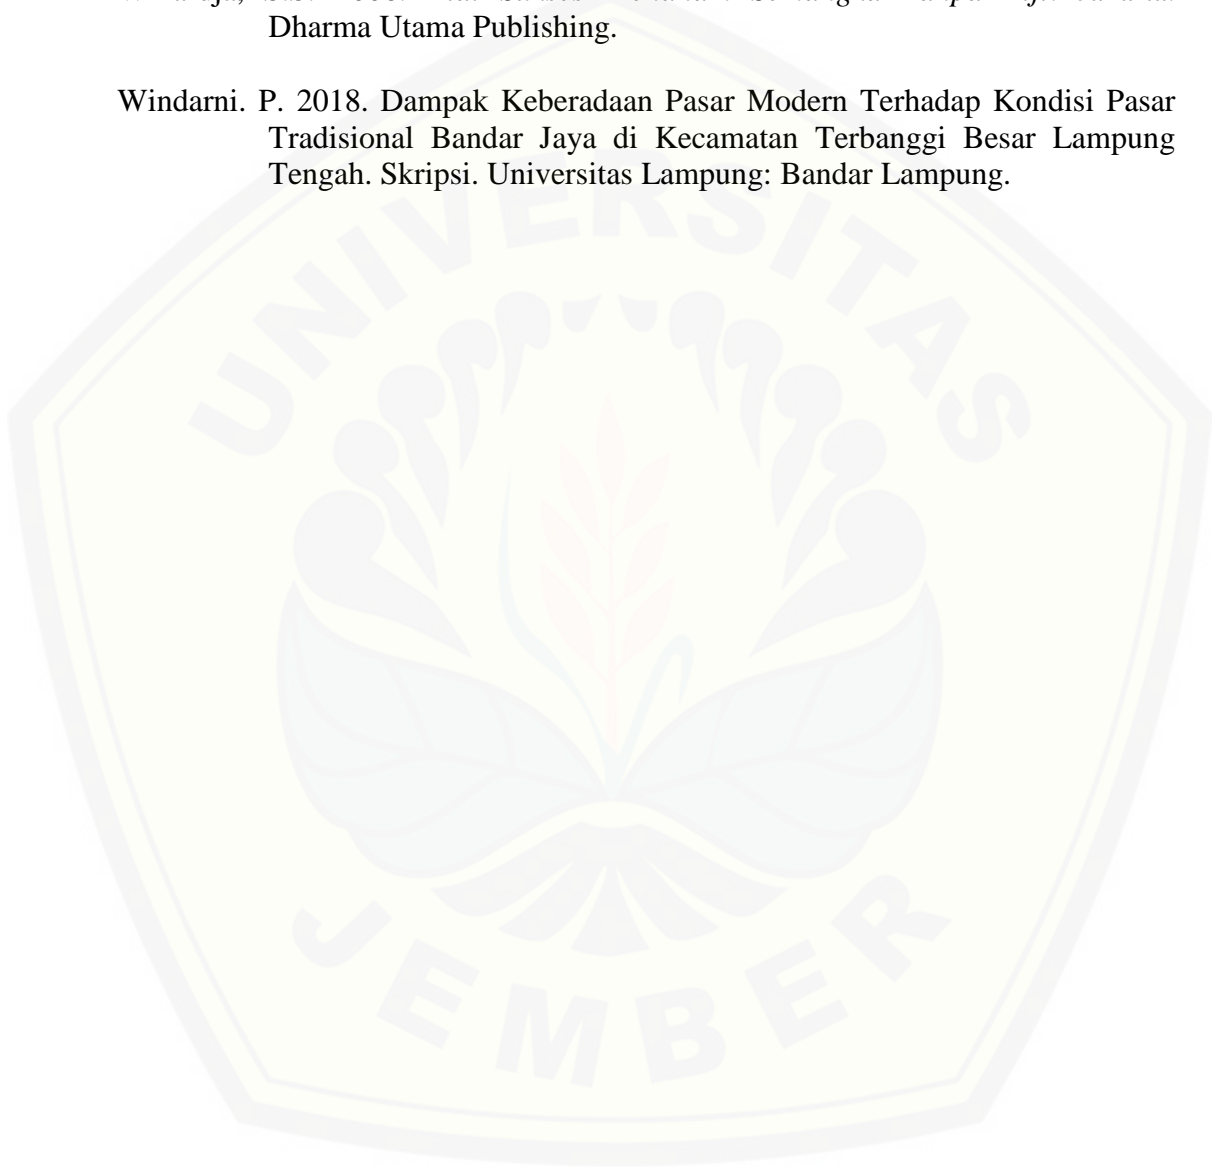 Dharma Utama Publishing.
Windarni. P. 2018. Dampak Keberadaan Pasar Modern Terhadap Kondisi Pasar
Tradisional Bandar Jaya di Kecamatan Terbanggi Besar Lampung
Tengah. Skripsi. Universitas Lampung: Bandar Lampung.
UNIVERSITAS
JEMBER